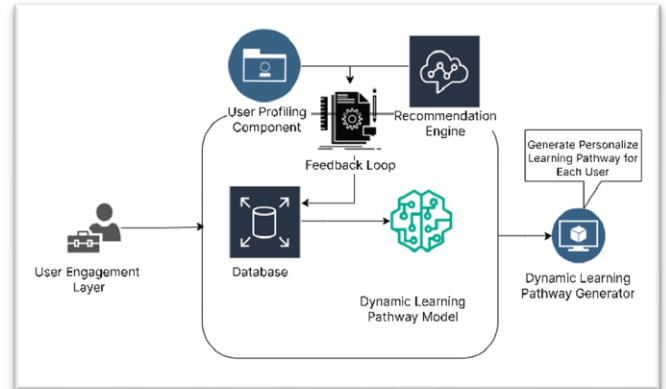 User Profiling
Component
Recommendation
Engine
Feedback Loop
Generate Personalize
Learning Pathway for
Each User
User Engagement
Layer
Database
Dynamic Learning
Pathway Model
Dynamic Learning
Pathway Generator